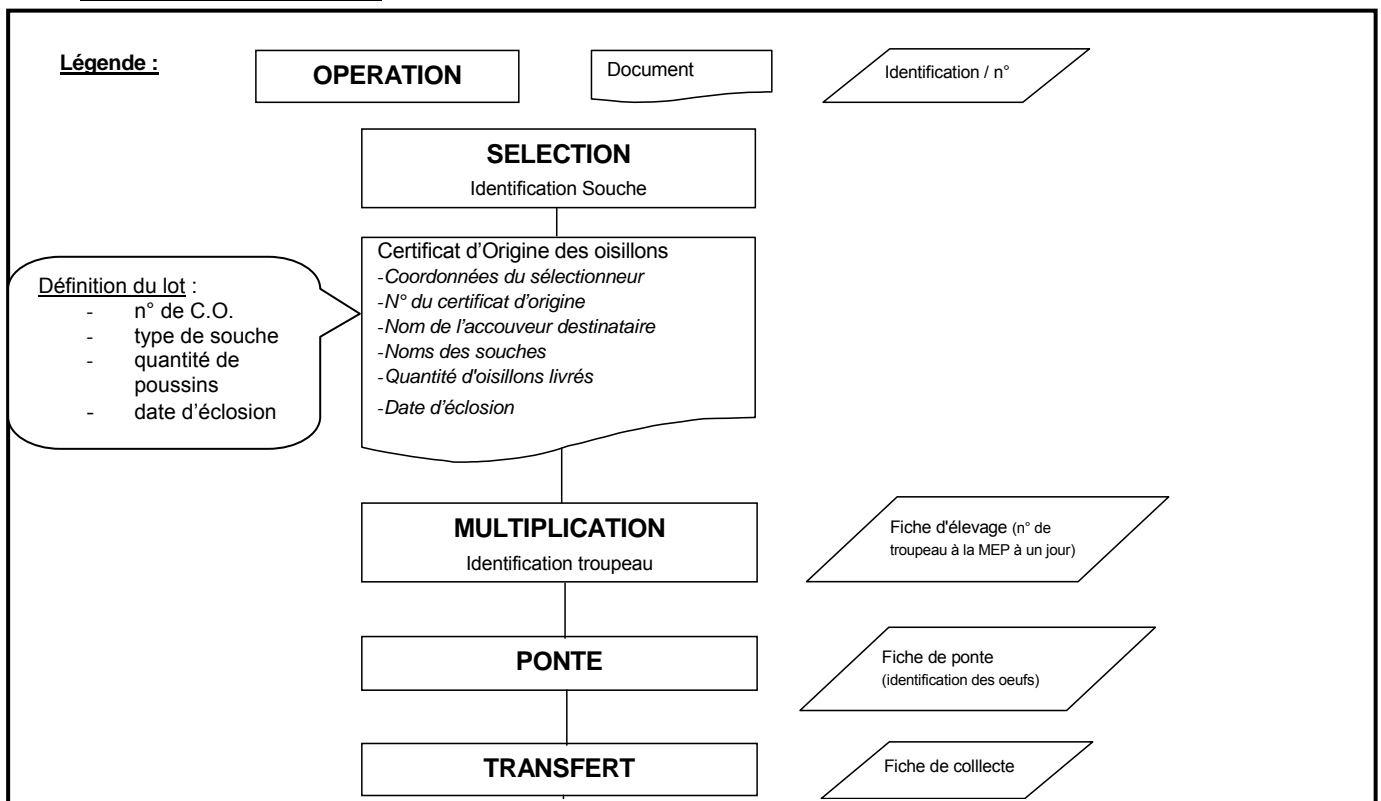 Légende :
OPERATION
Document
Identification / n°
SELECTION
Identification Souche
Certificat d'Origine des oisillons
-Coordonnées du sélectionneur
-N° du certificat d'origine
-Nom de l'accouveur destinataire
-Noms des souches
-Quantité d'oisillons livrés
-Date d'éclosion
Définition du lot :
- n° de C.O.
- type de souche
- quantité de
poussins
- date d'éclosion
MULTIPLICATION
Identification troupeau
Fiche d'élevage (n° de
troupeau à la MEP à un jour)
PONTE
Fiche de ponte
(identification des oeufs)
TRANSFERT
Fiche de colllecte